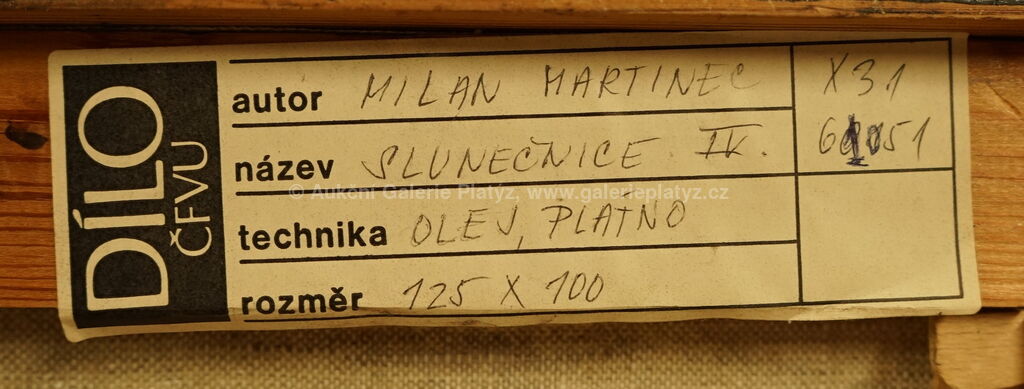 DÍLO
ČFVU
autor MILAN MARTINEC X31
název SLUNEČNICE IV.
© Aukční Galerie Platýz, www.galerieplatyz.cz
technika OLEJ, PLATNO
rozměr 125 X 100